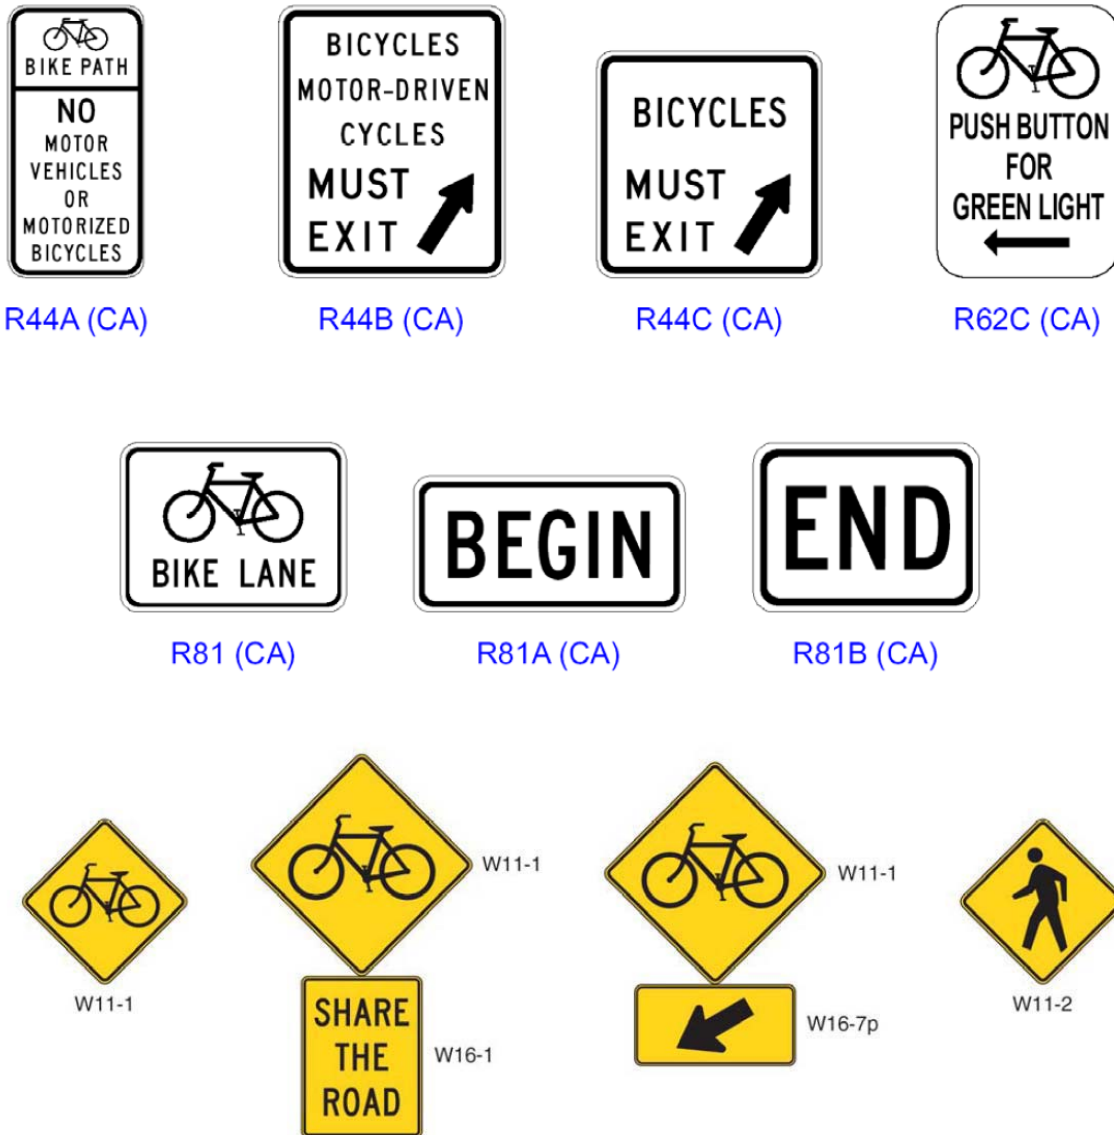 BIKE PATH
NO
MOTOR
VEHICLES
OR
MOTORIZED
BICYCLES
R44A (CA)
BICYCLES
MOTOR-DRIVEN
CYCLES
MUST
EXIT
R44B (CA)
BICYCLES
MUST
EXIT
R44C (CA)
PUSH BUTTON
FOR
GREEN LIGHT
R62C (CA)
BIKE LANE
R81 (CA)
BEGIN
R81A (CA)
END
R81B (CA)
W11-1
W11-1
SHARE
THE
ROAD
W16-1
W11-1
W16-7p
W11-2